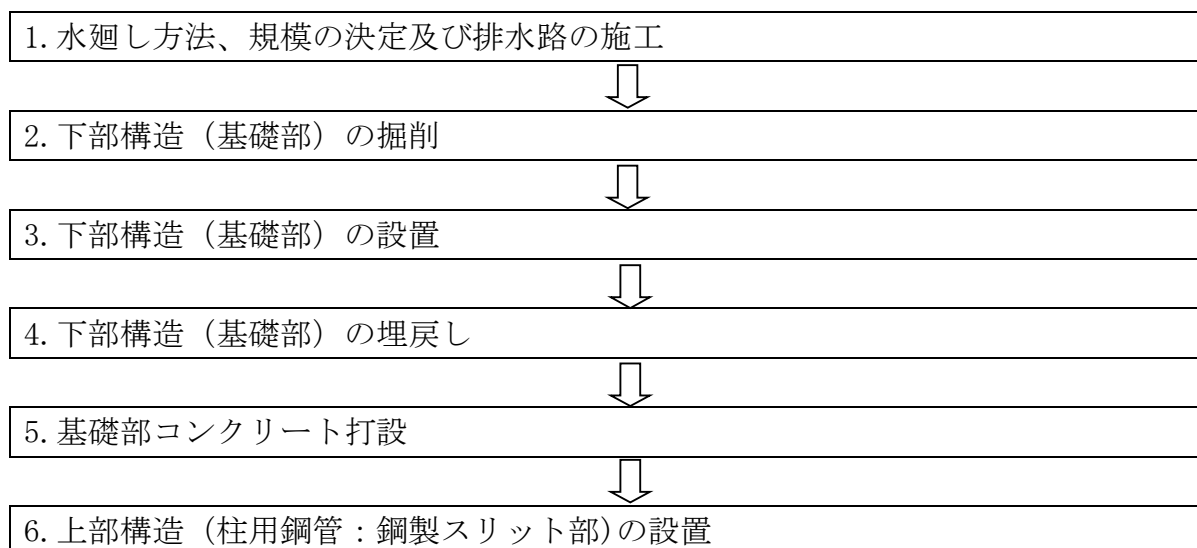 1. 水廻し方法、規模の決定及び排水路の施工
2. 下部構造（基礎部）の掘削
3. 下部構造（基礎部）の設置
4. 下部構造（基礎部）の埋戻し
5. 基礎部コンクリート打設
6. 上部構造（柱用鋼管：鋼製スリット部)の設置